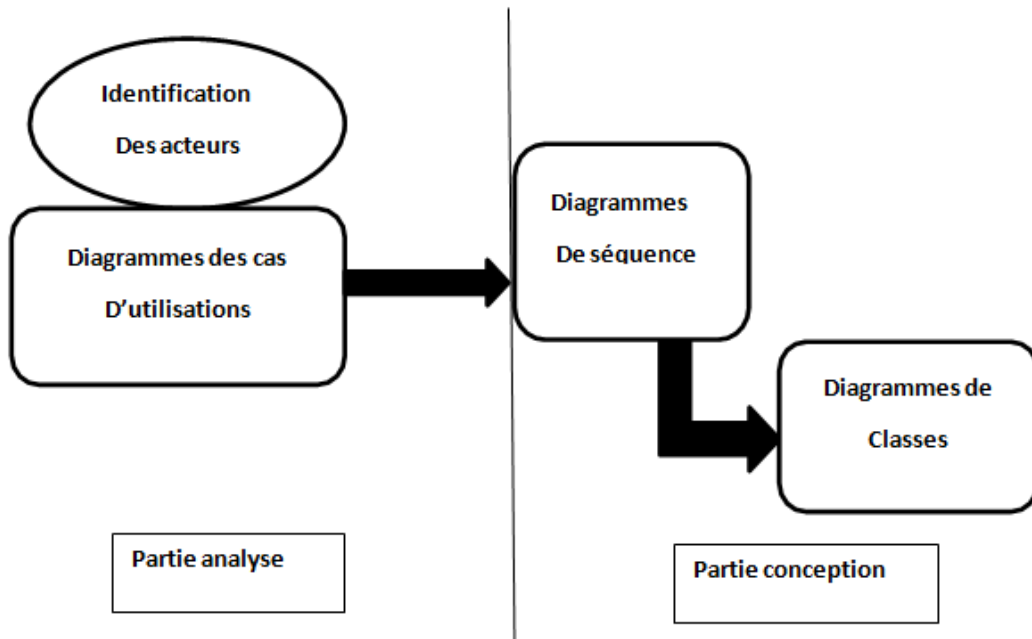 Identification
Des acteurs
Diagrammes des cas
D’utilisations
Diagrammes
De séquence
Diagrammes de
Classes
Partie analyse
Partie conception